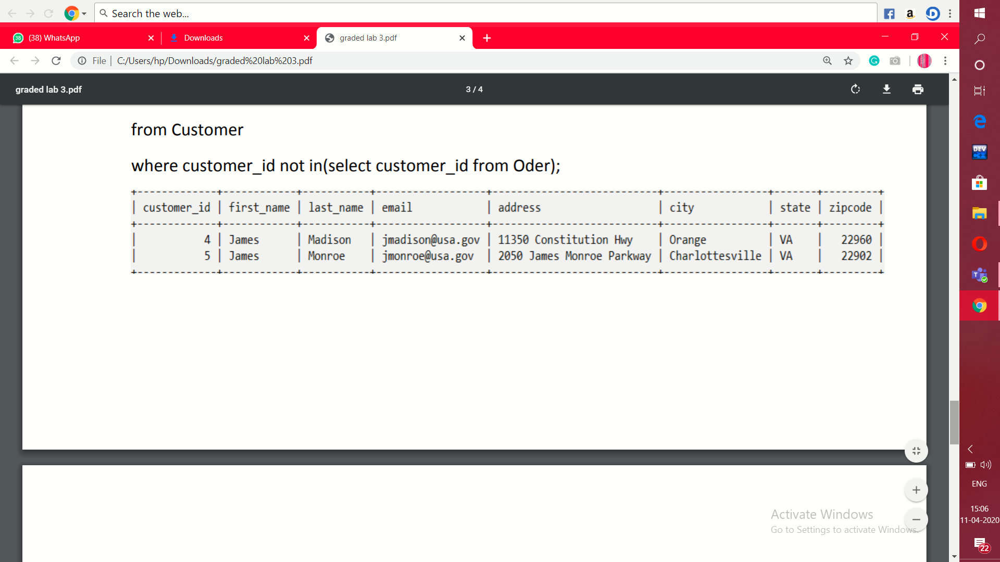 Search the web...
(38) WhatsApp
Downloads
graded lab 3.pdf
File | C:/Users/hp/Downloads/graded%20lab%203.pdf
graded lab 3.pdf
3 / 4
from Customer
where customer_id not in(select customer_id from Oder);
| customer_id | first_name | last_name | email | address | city | state | zipcode |
| 4 | James | Madison | jmadison@usa.gov | 11350 Constitution Hwy | Orange | VA | 22960 |
| 5 | James | Monroe | jmonroe@usa.gov | 2050 James Monroe Parkway | Charlottesville | VA | 22902 |
Activate Windows
Go to Settings to activate Windows.
DEV
C++
ENG
15:06
11-04-2020
22